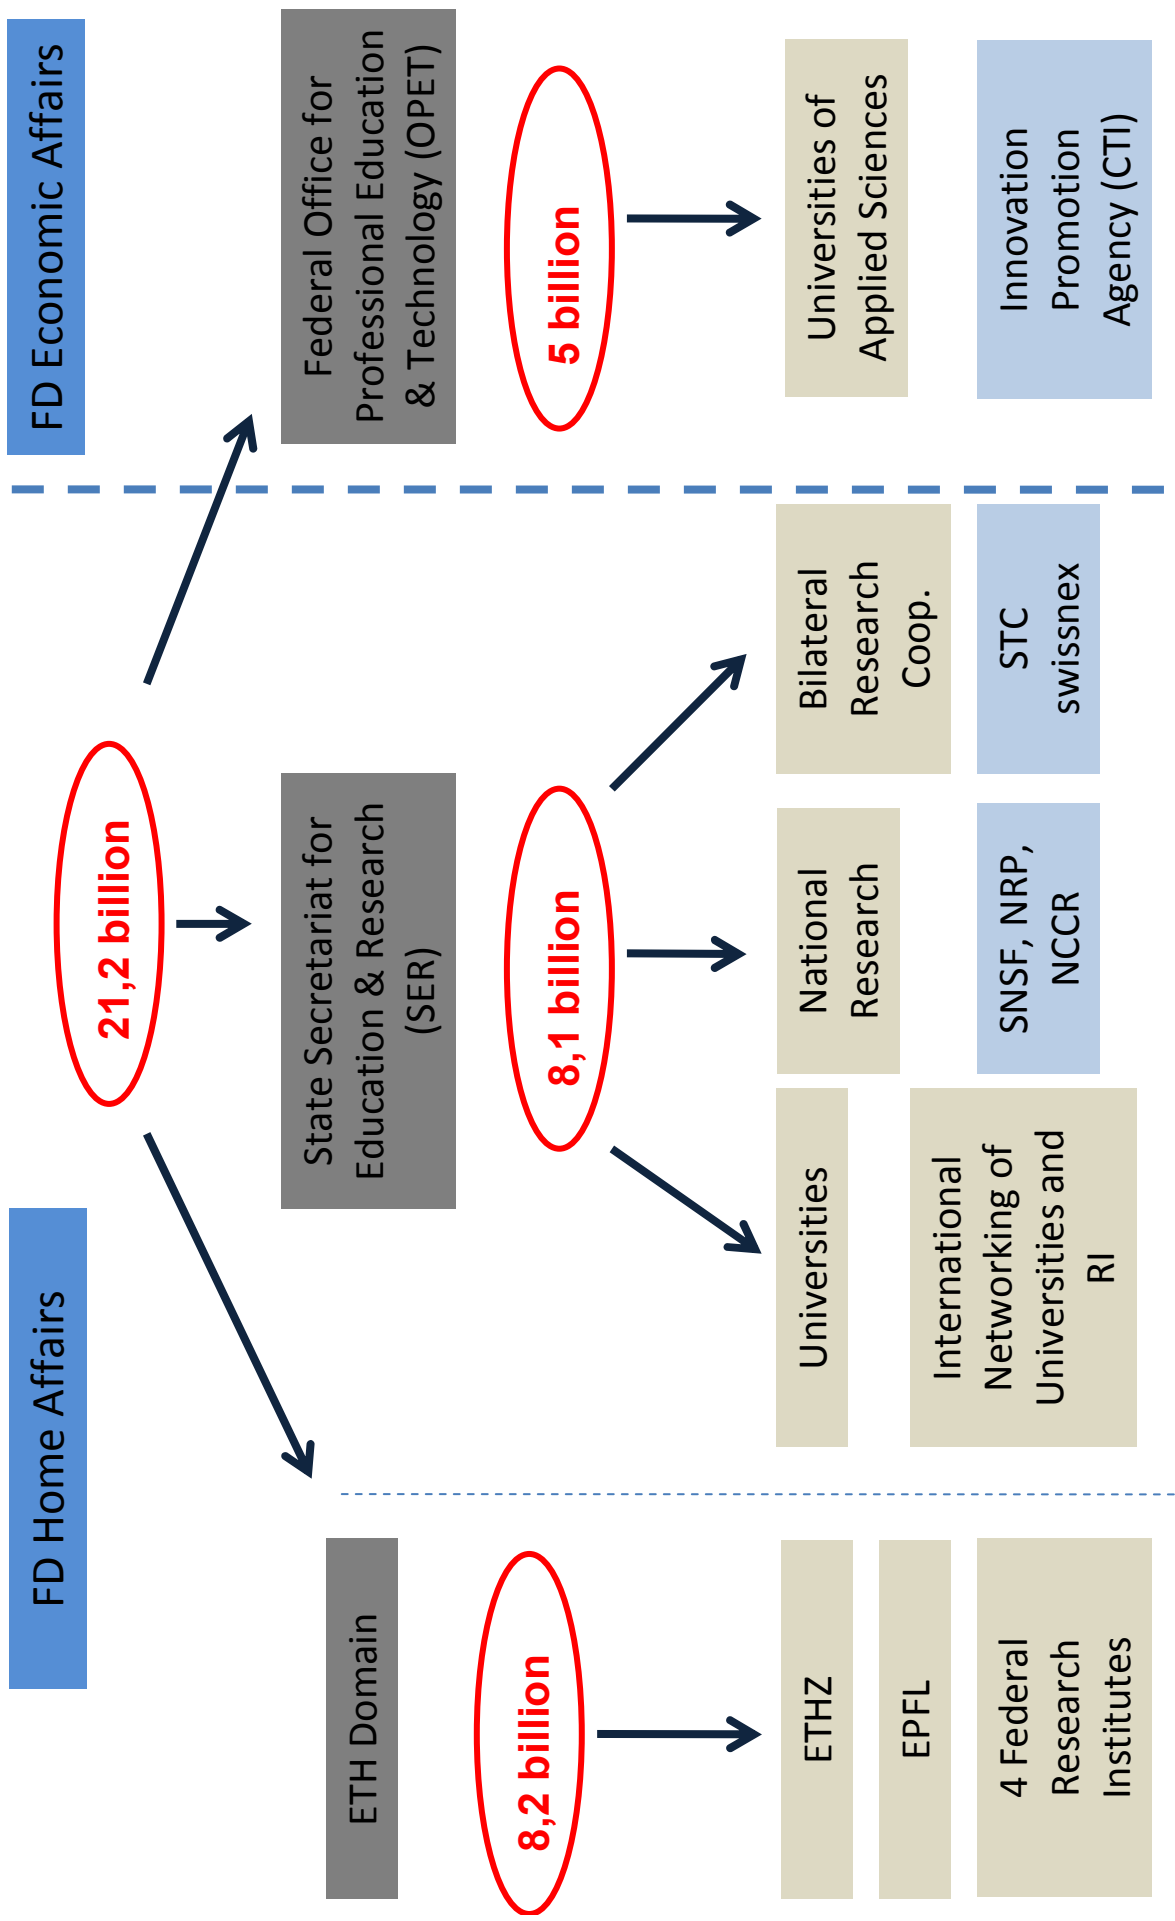 FD Home Affairs
FD Economic Affairs
21,2 billion
ETH Domain
State Secretariat for
Education & Research
(SER)
Federal Office for
Professional Education
& Technology (OPET)
8,2 billion
8,1 billion
5 billion
ETHZ
EPFL
4 Federal
Research
Institutes
Universities
International
Networking of
Universities and
RI
National
Research
SNSF, NRP,
NCCR
Bilateral
Research
Coop.
STC
swissnex
Universities of
Applied Sciences
Innovation
Promotion
Agency (CTI)